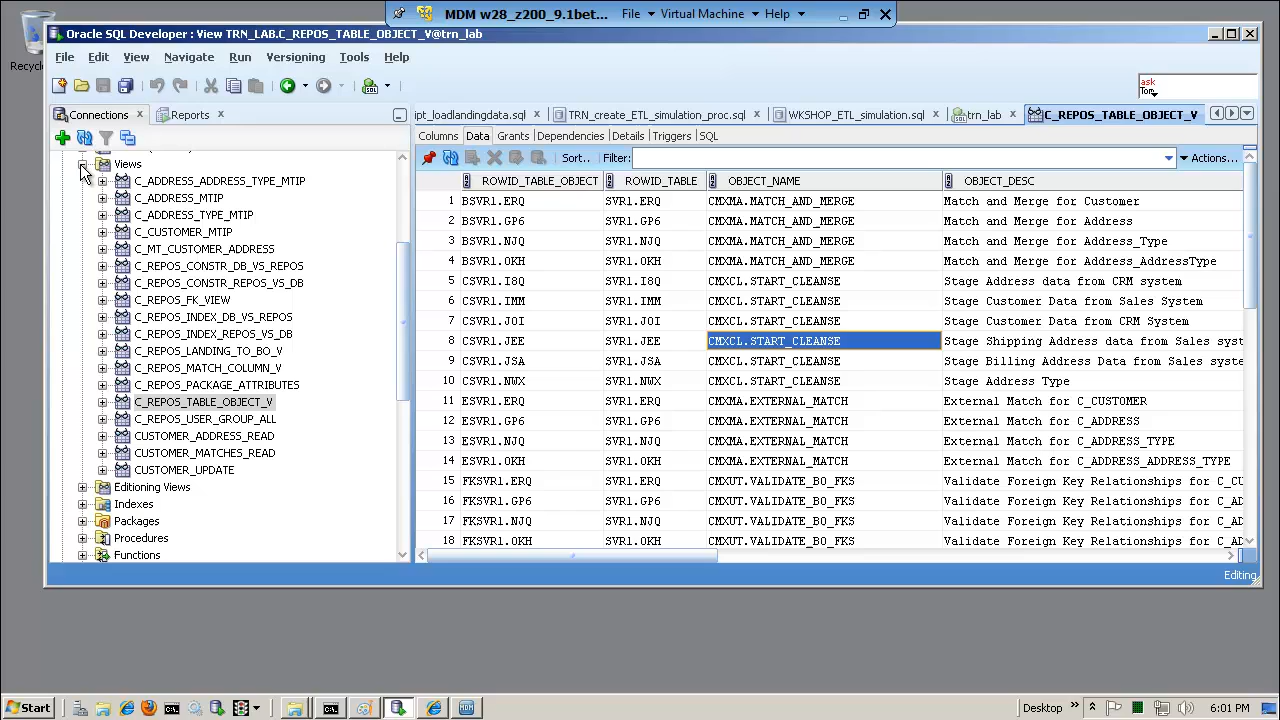 MDM w28_z200_9.1bet... File Virtual Machine Help
Recyc
Oracle SQL Developer : View TRN_LAB.C_REPOS_TABLE_OBJECT_V@trn_lab
File Edit View Navigate Run Versioning Tools Help
ask
Tom
Connections Reports
ipt_loadlandingdata.sql TRN_create_ETL_simulation_proc.sql WKSHOP_ETL_simulation.sql trn_lab C_REPOS_TABLE_OBJECT_V
Columns Data Grants Dependencies Details Triggers SQL
Sort.. Filter: Actions...
Views
C_ADDRESS_ADDRESS_TYPE_MTIP
C_ADDRESS_MTIP
C_ADDRESS_TYPE_MTIP
C_CUSTOMER_MTIP
C_MT_CUSTOMER_ADDRESS
C_REPOS_CONSTR_DB_VS_REPOS
C_REPOS_CONSTR_REPOS_VS_DB
C_REPOS_FK_VIEW
C_REPOS_INDEX_DB_VS_REPOS
C_REPOS_INDEX_REPOS_VS_DB
C_REPOS_LANDING_TO_BO_V
C_REPOS_MATCH_COLUMN_V
C_REPOS_PACKAGE_ATTRIBUTES
C_REPOS_TABLE_OBJECT_V
C_REPOS_USER_GROUP_ALL
CUSTOMER_ADDRESS_READ
CUSTOMER_MATCHES_READ
CUSTOMER_UPDATE
Editioning Views
Indexes
Packages
Procedures
Functions
ROWID_TABLE_OBJECT ROWID_TABLE OBJECT_NAME OBJECT_DESC
1 BSVR1.ERQ SVR1.ERQ CMXMA.MATCH_AND_MERGE Match and Merge for Customer
2 BSVR1.GP6 SVR1.GP6 CMXMA.MATCH_AND_MERGE Match and Merge for Address
3 BSVR1.NJQ SVR1.NJQ CMXMA.MATCH_AND_MERGE Match and Merge for Address_Type
4 BSVR1.OKH SVR1.OKH CMXMA.MATCH_AND_MERGE Match and Merge for Address_AddressType
5 CSVR1.I8Q SVR1.I8Q CMXCL.START_CLEANSE Stage Address data from CRM system
6 CSVR1.IMM SVR1.IMM CMXCL.START_CLEANSE Stage Customer Data from Sales System
7 CSVR1.JOI SVR1.JOI CMXCL.START_CLEANSE Stage Customer Data from CRM System
8 CSVR1.JEE SVR1.JEE CMXCL.START_CLEANSE Stage Shipping Address data from Sales syst
9 CSVR1.JSA SVR1.JSA CMXCL.START_CLEANSE Stage Billing Address Data from Sales syste
10 CSVR1.NWX SVR1.NWX CMXCL.START_CLEANSE Stage Address Type
11 ESVR1.ERQ SVR1.ERQ CMXMA.EXTERNAL_MATCH External Match for C_CUSTOMER
12 ESVR1.GP6 SVR1.GP6 CMXMA.EXTERNAL_MATCH External Match for C_ADDRESS
13 ESVR1.NJQ SVR1.NJQ CMXMA.EXTERNAL_MATCH External Match for C_ADDRESS_TYPE
14 ESVR1.OKH SVR1.OKH CMXMA.EXTERNAL_MATCH External Match for C_ADDRESS_ADDRESS_TYPE
15 FKSVR1.ERQ SVR1.ERQ CMXUT.VALIDATE_BO_FKS Validate Foreign Key Relationships for C_CU
16 FKSVR1.GP6 SVR1.GP6 CMXUT.VALIDATE_BO_FKS Validate Foreign Key Relationships for C_AD
17 FKSVR1.NJQ SVR1.NJQ CMXUT.VALIDATE_BO_FKS Validate Foreign Key Relationships for C_AD
18 FKSVR1.OKH SVR1.OKH CMXUT.VALIDATE_BO_FKS Validate Foreign Key Relationships for C_AD
Editing
Start Desktop 6:01 PM